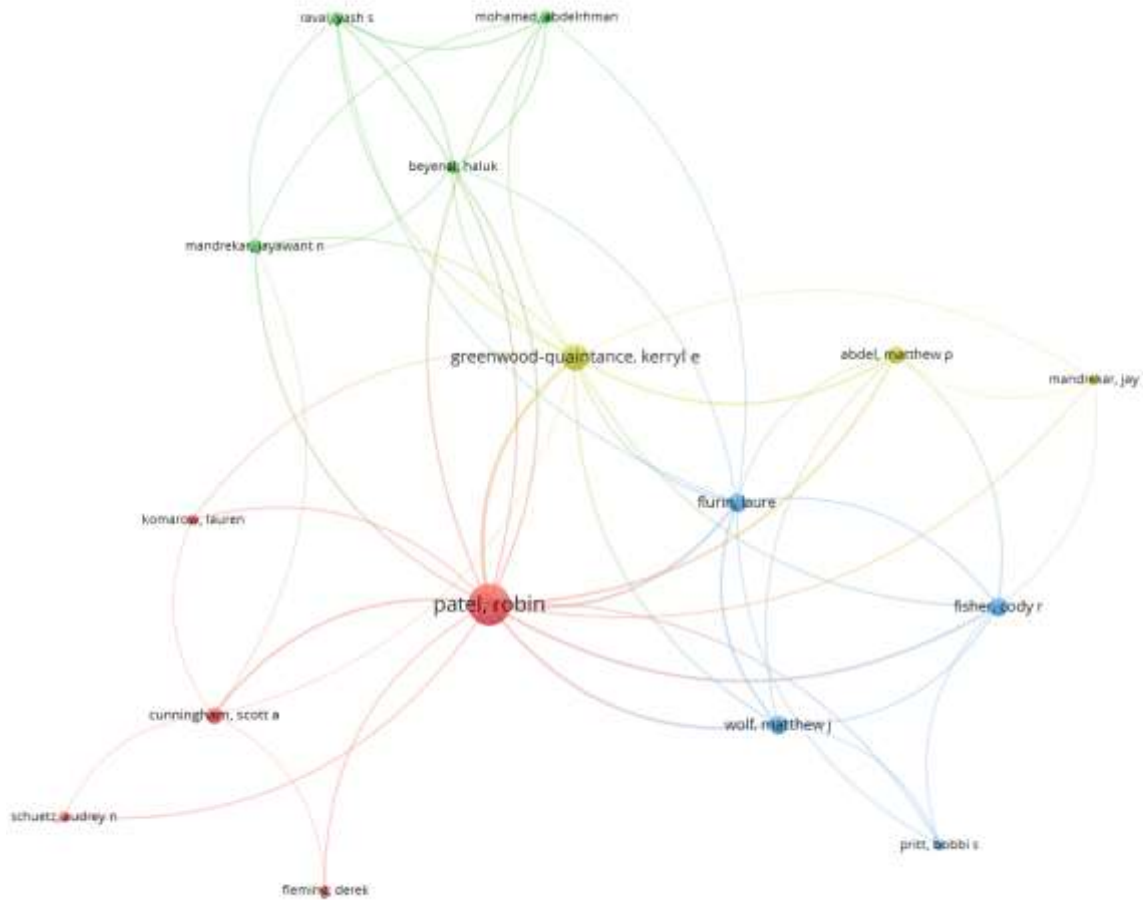 raval, yash s
mohamed, abdelrhman
beyenal, haluk
mandrekar, jayawant n
greenwood-quaintance, kerryl e
abdel, matthew p
mandrekar, jay
flurin, laure
komarow, lauren
patel, robin
fisher, cody r
cunningham, scott a
wolf, matthew j
schuetz, audrey n
pritt, bobbi s
fleming, derek